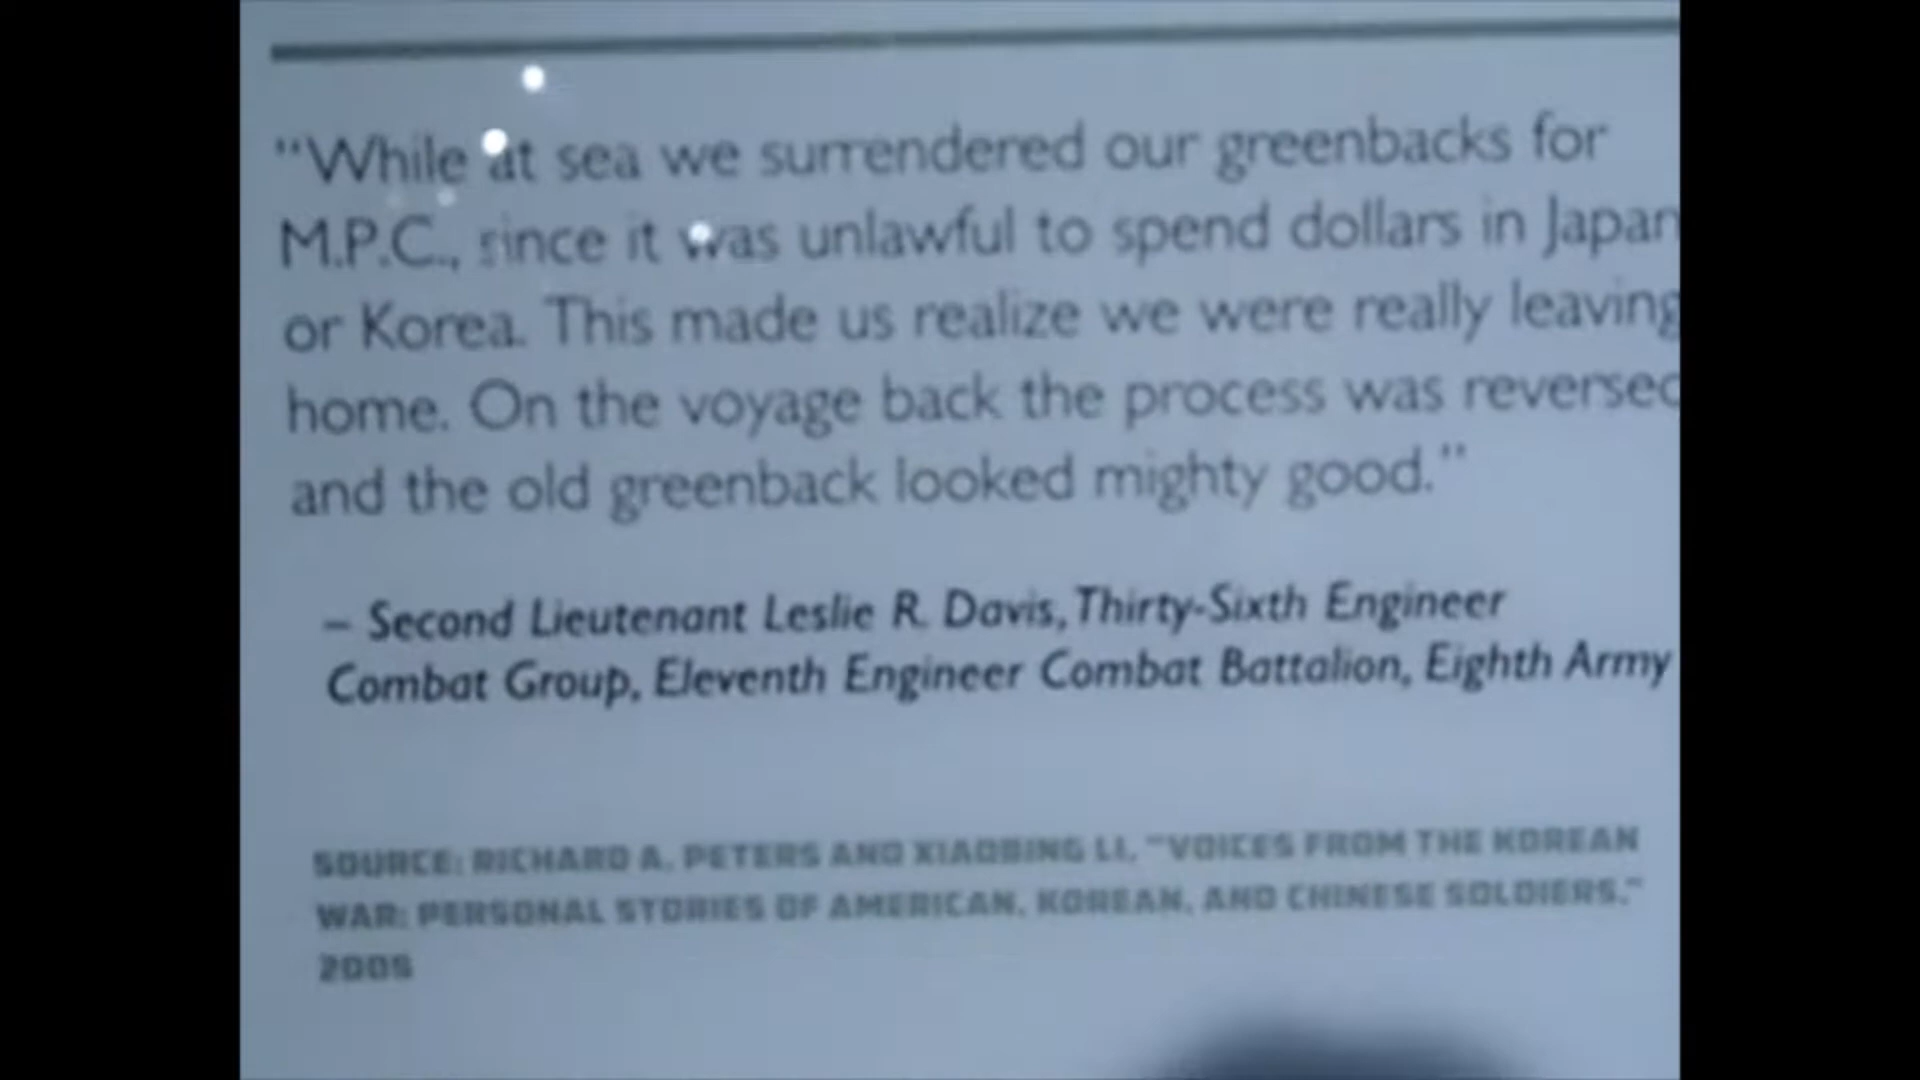 “While at sea we surrendered our greenbacks for
M.P.C., since it was unlawful to spend dollars in Japan
or Korea. This made us realize we were really leaving
home. On the voyage back the process was reversed
and the old greenback looked mighty good.”
– Second Lieutenant Leslie R. Davis, Thirty-Sixth Engineer
Combat Group, Eleventh Engineer Combat Battalion, Eighth Army
SOURCE: RICHARD A. PETERS AND XIAOBING LI, “VOICES FROM THE KOREAN
WAR: PERSONAL STORIES OF AMERICAN, KOREAN, AND CHINESE SOLDIERS,”